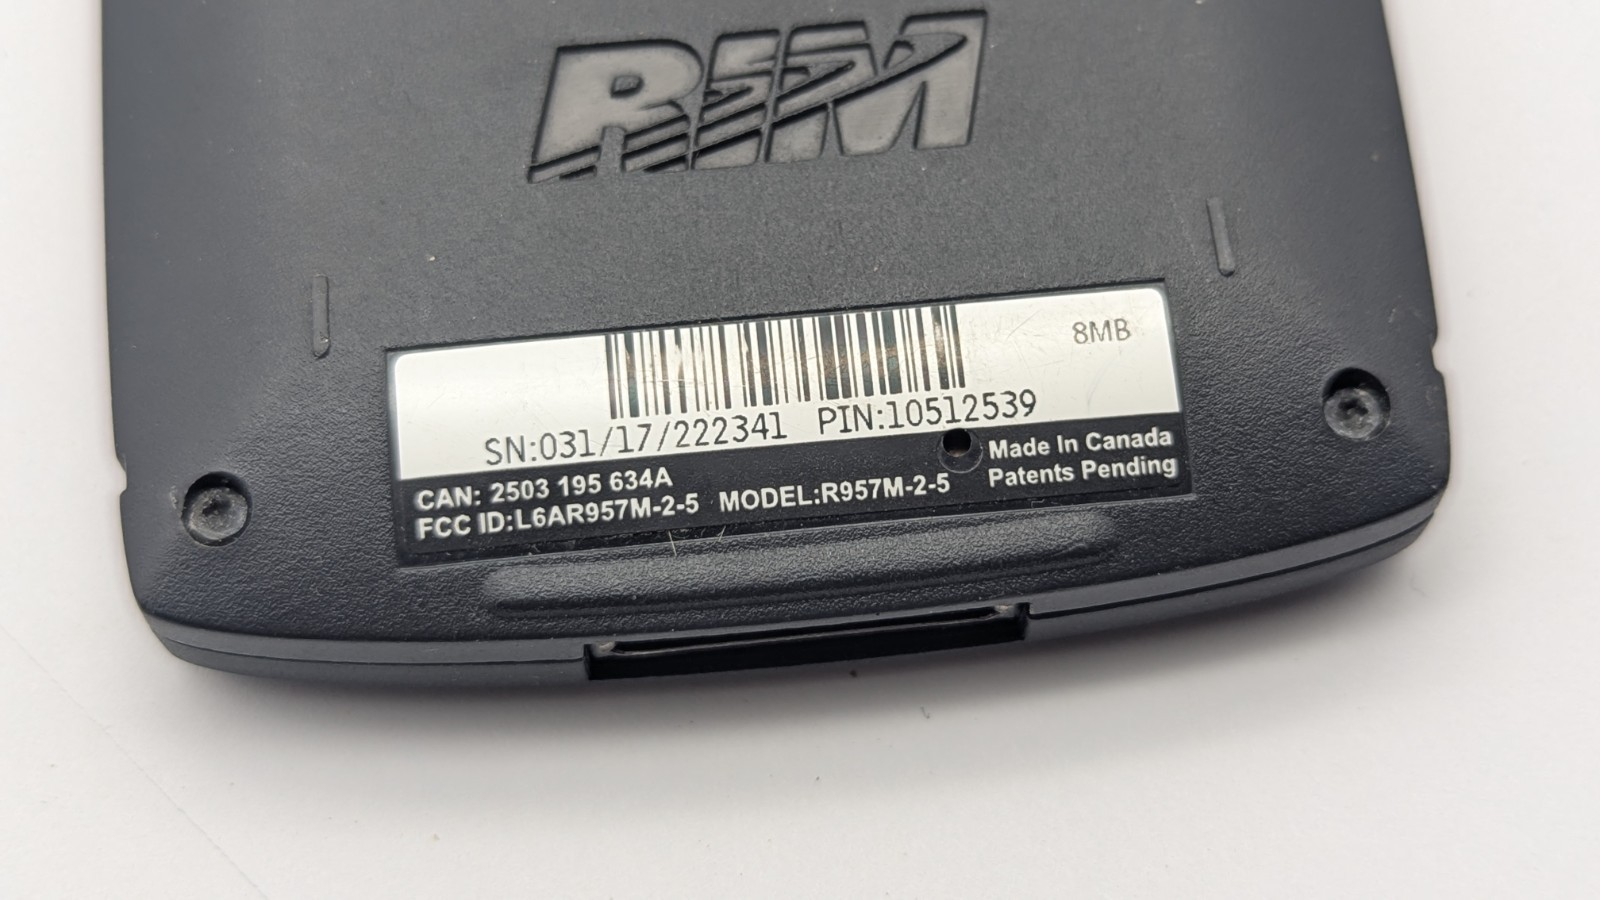 RIM
8MB
SN:031/17/222341 PIN:10512539
CAN: 2503 195 634A
FCC ID:L6AR957M-2-5 MODEL:R957M-2-5
Made In Canada
Patents Pending